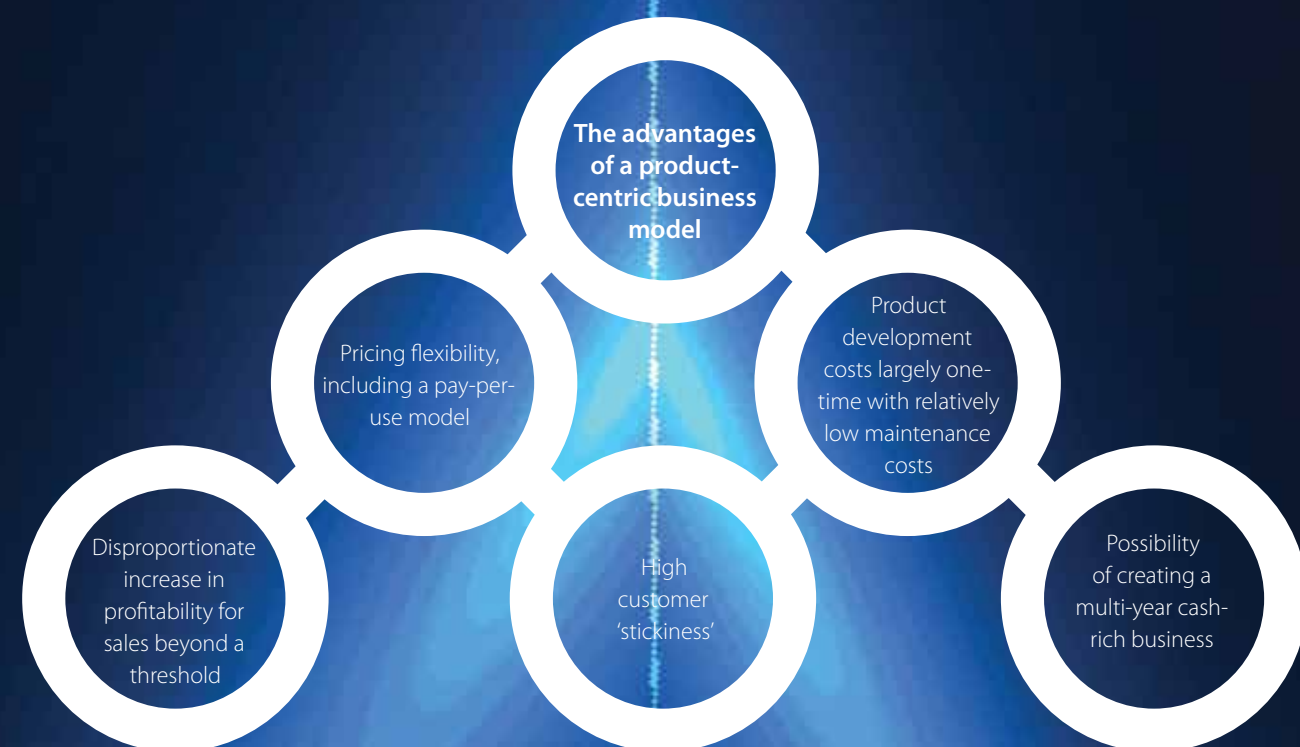 The advantages
of a product-
centric business
model
Pricing flexibility,
including a pay-per-
use model
Product
development
costs largely one-
time with relatively
low maintenance
costs
Disproportionate
increase in
profitability for
sales beyond a
threshold
High
customer
'stickiness'
Possibility
of creating a
multi-year cash-
rich business